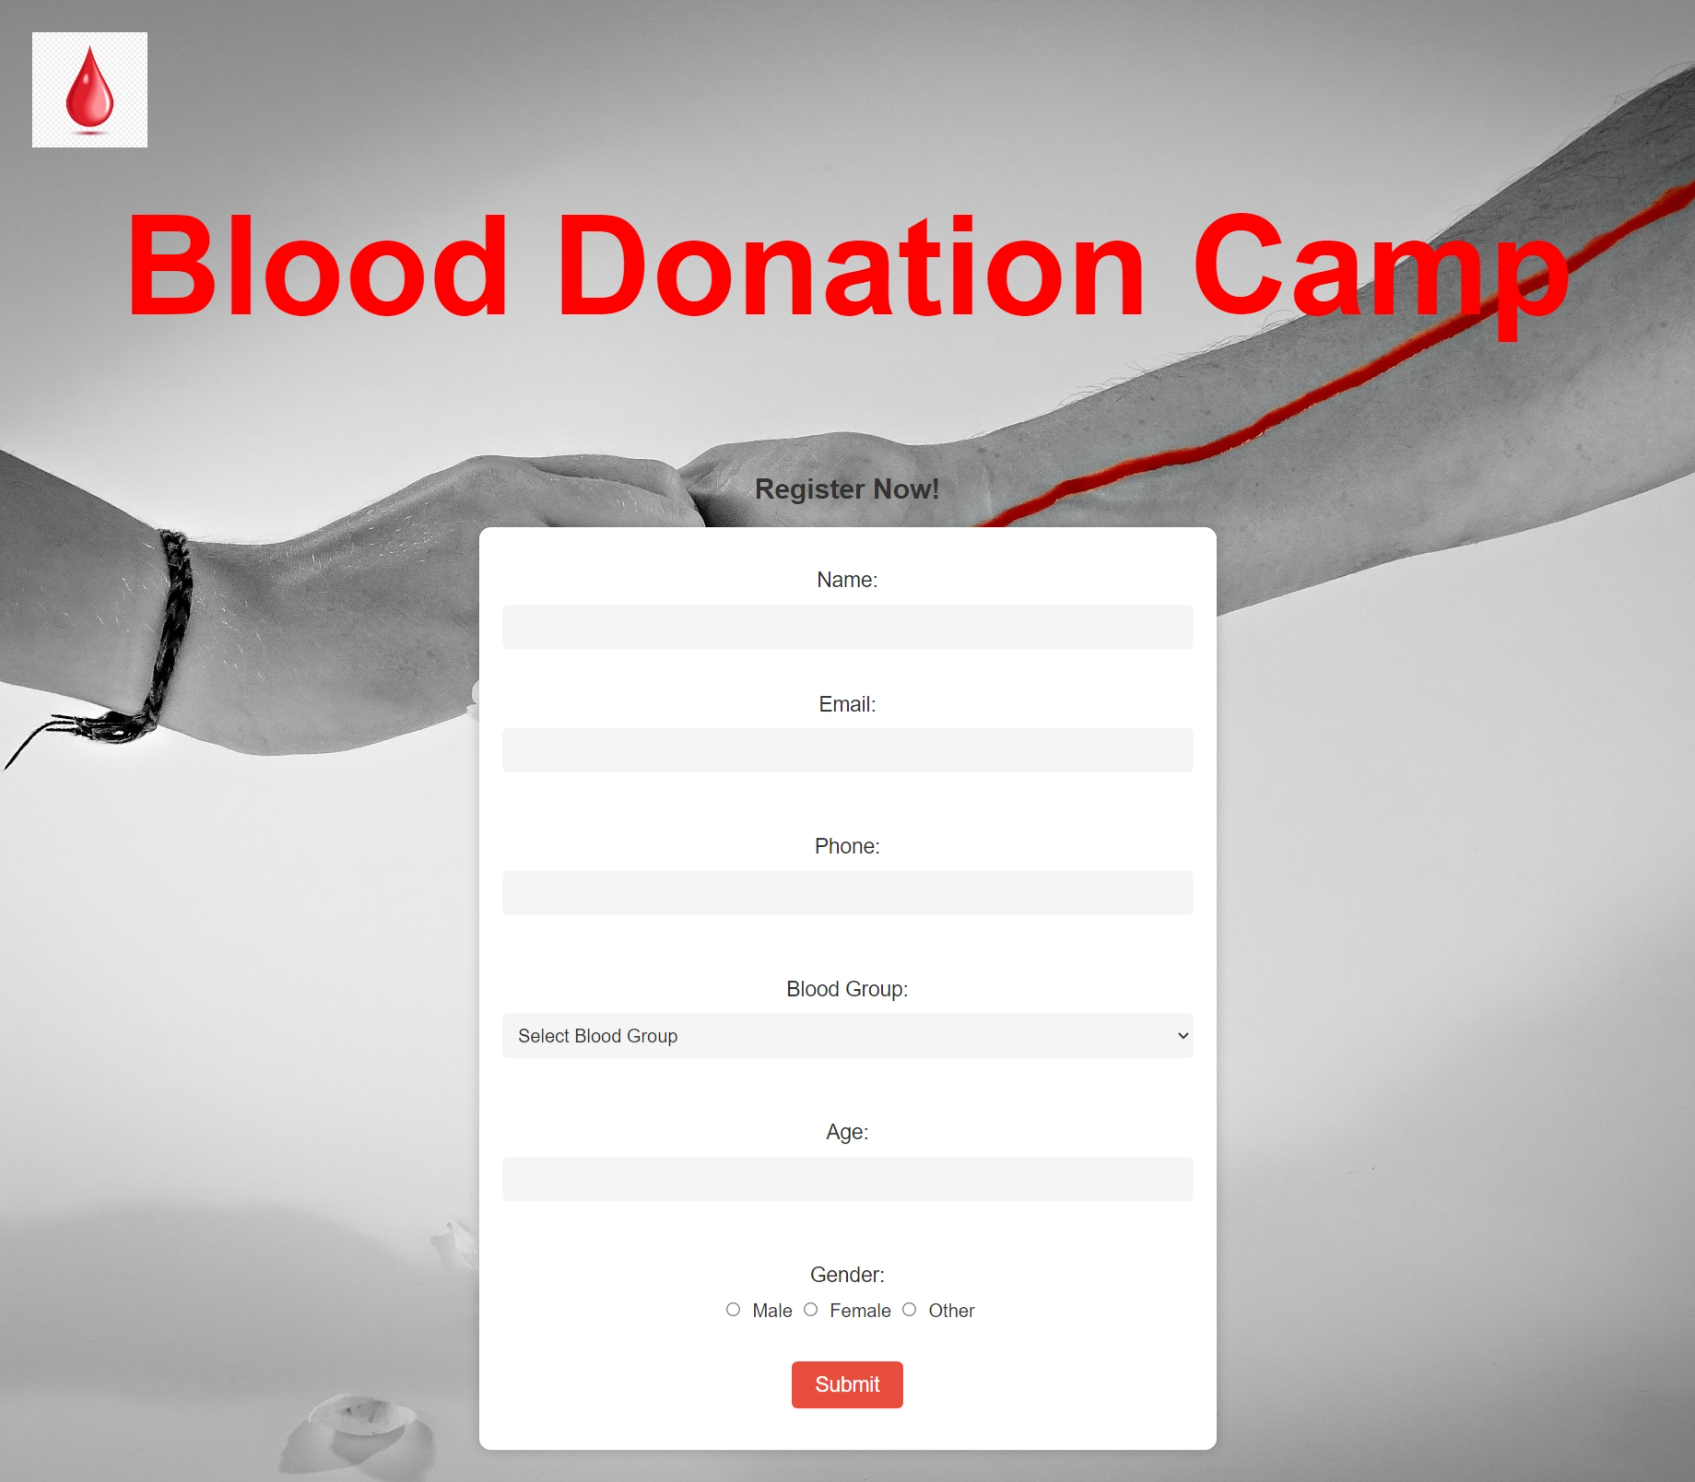 Blood Donation Camp
Register Now!
Name:
Email:
Phone:
Blood Group:
Select Blood Group
Age:
Gender:
Male Female Other
Submit